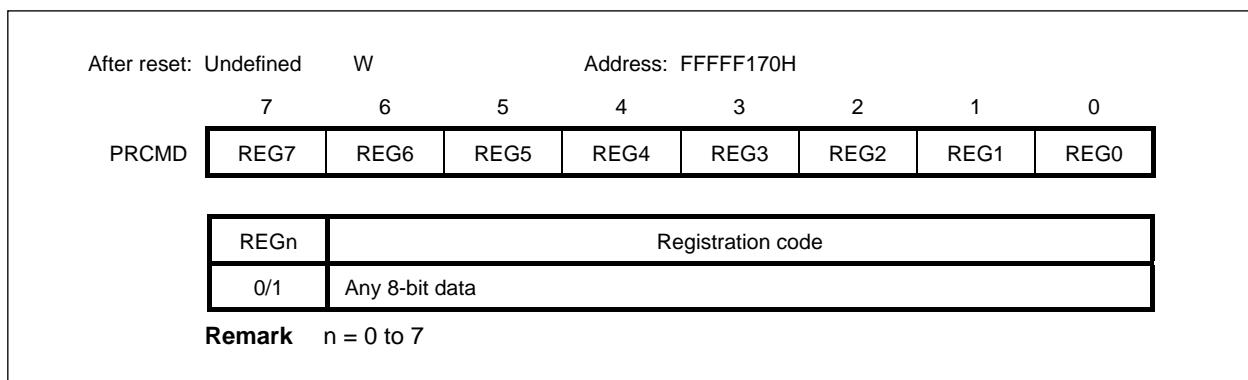 After reset: Undefined W Address: FFFFF170H
7 6 5 4 3 2 1 0
PRCMD REG7 REG6 REG5 REG4 REG3 REG2 REG1 REG0
REGn Registration code
0/1 Any 8-bit data
Remark n = 0 to 7